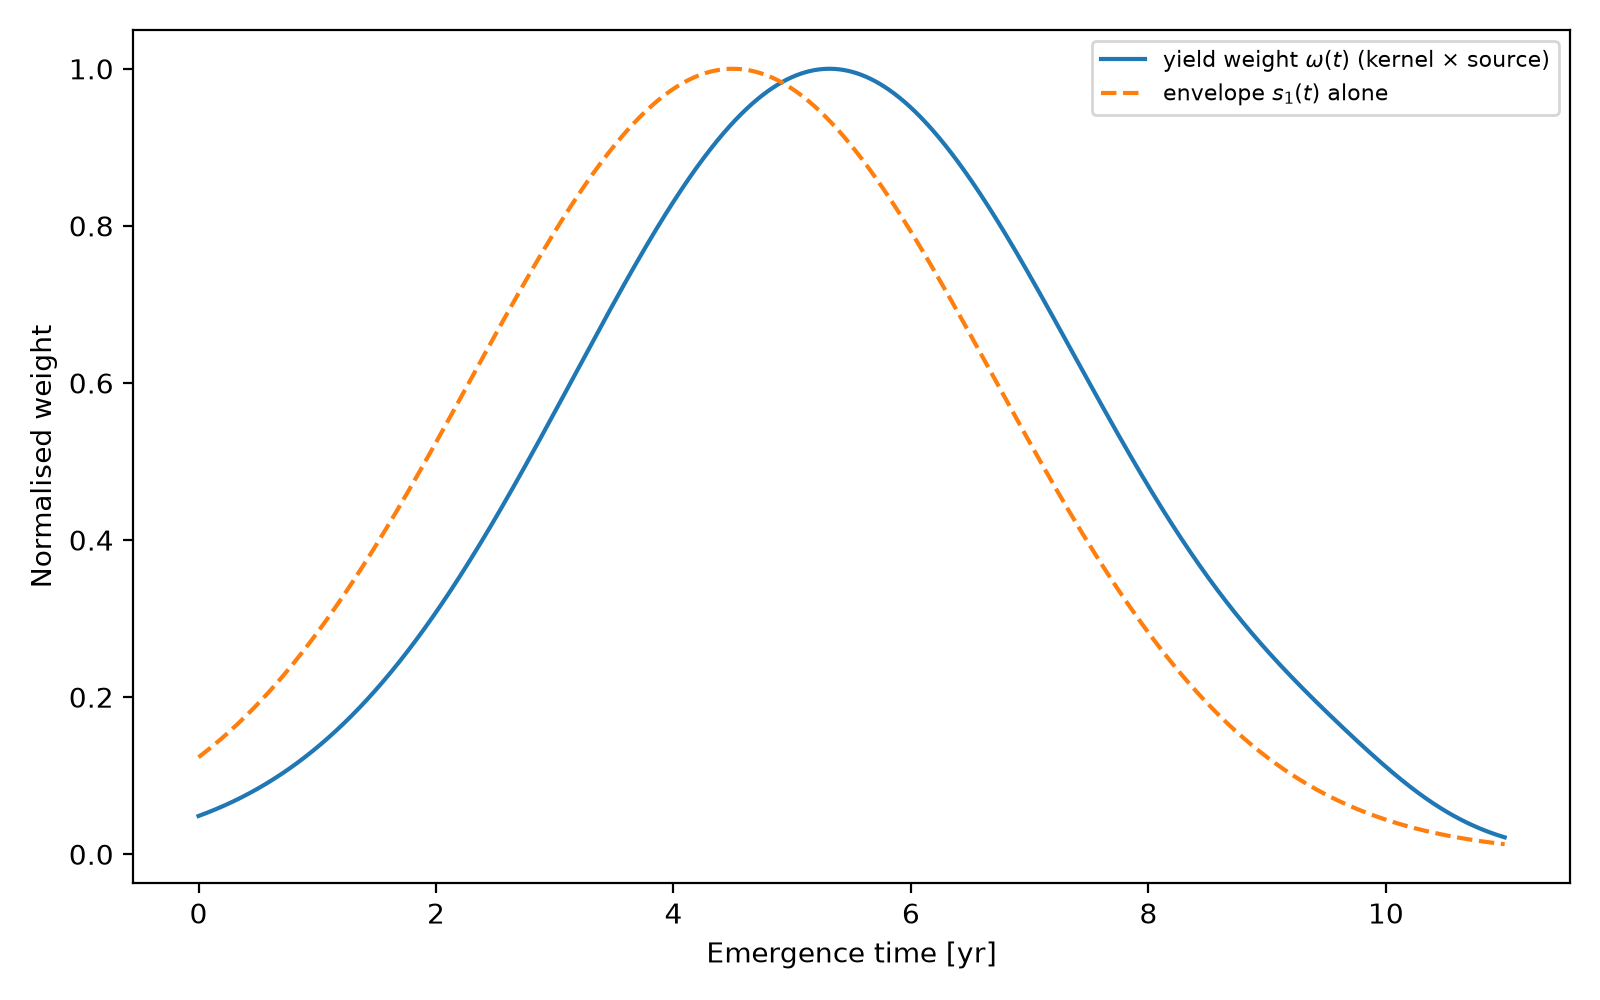 yield weight ω(t) (kernel × source)
envelope s₁(t) alone
1.0
0.8
0.6
0.4
0.2
0.0
Normalised weight
0 2 4 6 8 10
Emergence time [yr]